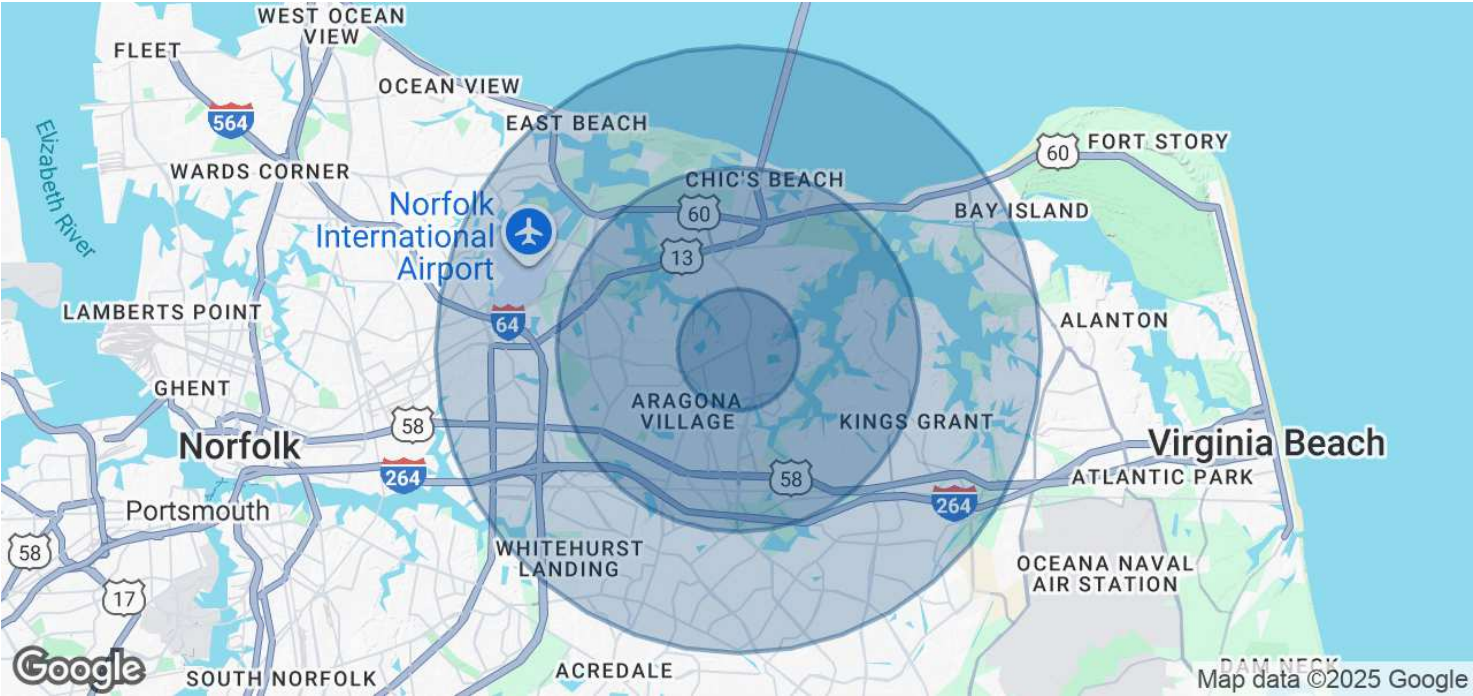 WEST OCEAN
VIEW
FLEET
OCEAN VIEW
564
EAST BEACH
Elizabeth River
60
FORT STORY
WARDS CORNER
CHIC'S BEACH
Norfolk
International
Airport
60
BAY ISLAND
13
LAMBERTS POINT
64
ALANTON
GHENT
ARAGONA
VILLAGE
58
KINGS GRANT
Norfolk
Virginia Beach
264
58
ATLANTIC PARK
Portsmouth
264
58
WHITEHURST
LANDING
OCEANA NAVAL
AIR STATION
17
Google
SOUTH NORFOLK
ACREDALE
DAM NECK
Map data ©2025 Google